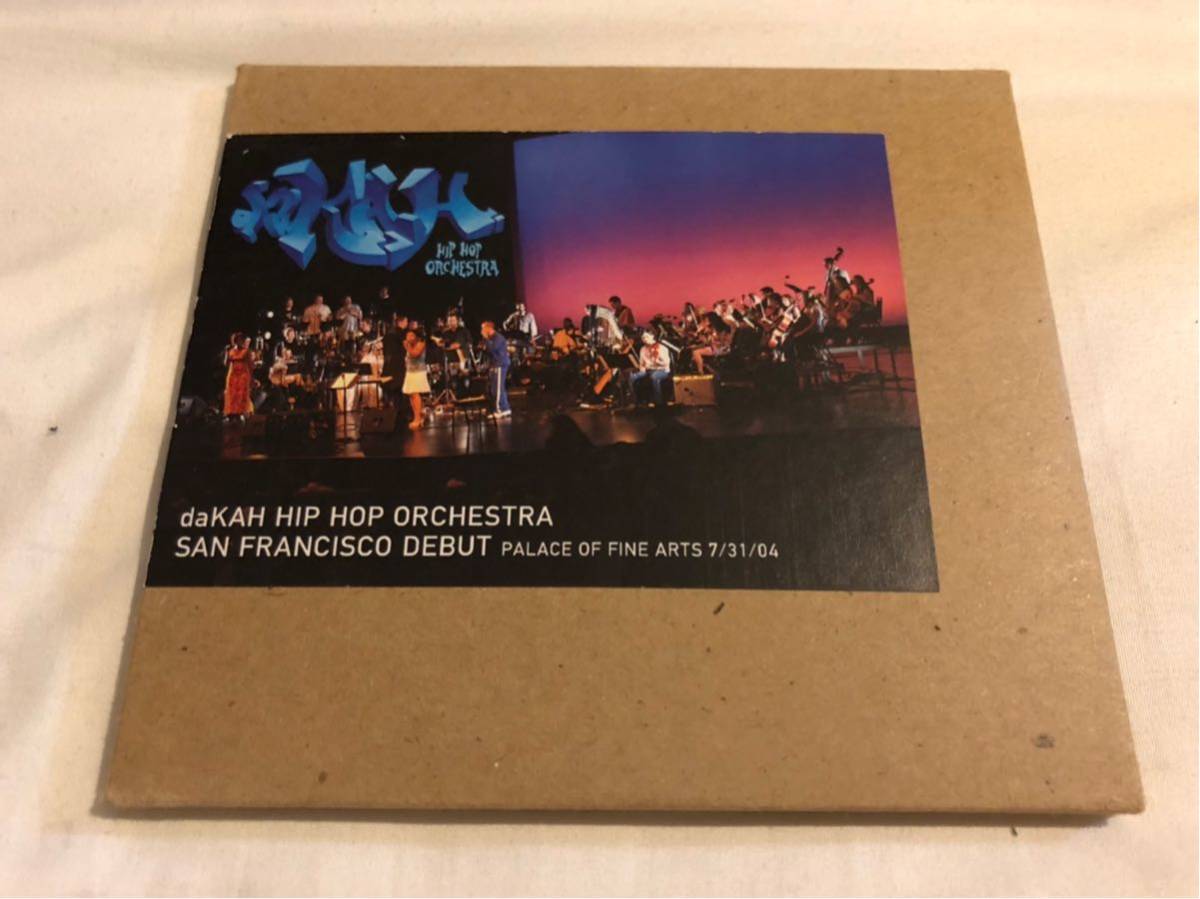 daKAH
HIP HOP
ORCHESTRA
daKAH HIP HOP ORCHESTRA
SAN FRANCISCO DEBUT PALACE OF FINE ARTS 7/31/04